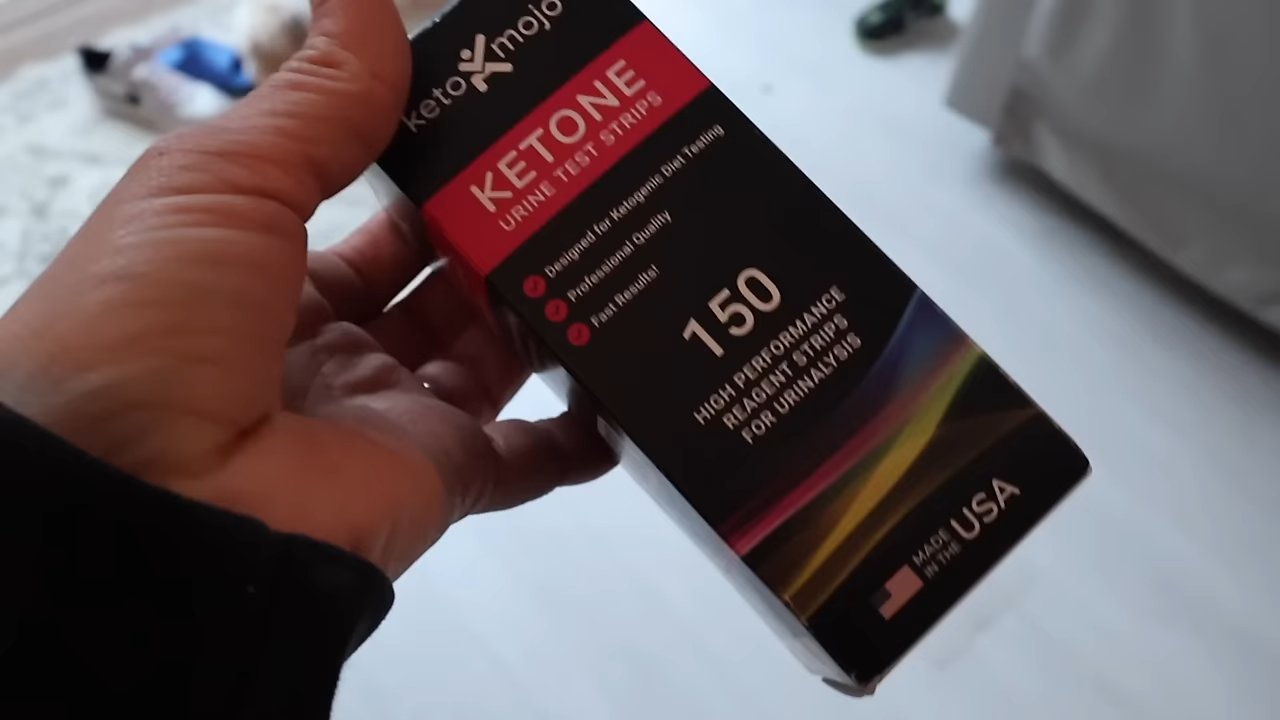 keto mojo
KETONE
URINE TEST STRIPS
Designed for Ketogenic Diet Testing
Professional Quality
Fast Results!
150
HIGH PERFORMANCE
REAGENT STRIPS
FOR URINALYSIS
MADE
IN THE
USA